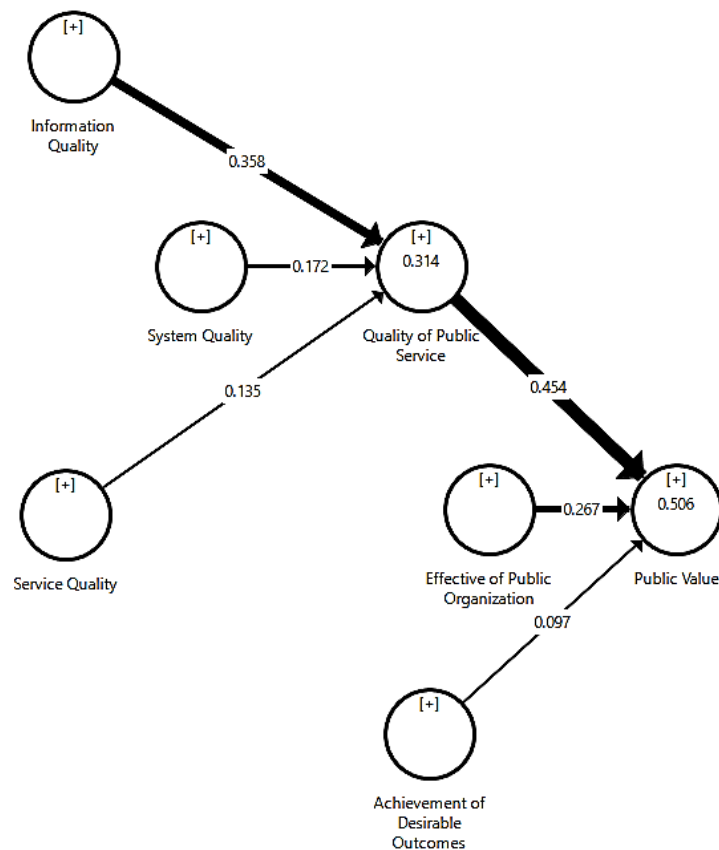 [+]
Information
Quality
0.358
[+]
System Quality
0.172
[+]
0.314
Quality of Public
Service
0.135
0.454
[+]
Service Quality
[+]
Effective of Public
Organization
0.267
[+]
0.506
Public Value
0.097
[+]
Achievement of
Desirable
Outcomes